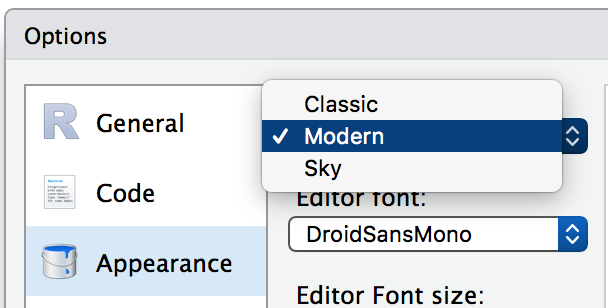 Options
General
Code
Appearance
Classic
✓ Modern
Sky
Editor font:
DroidSansMono
Editor Font size: